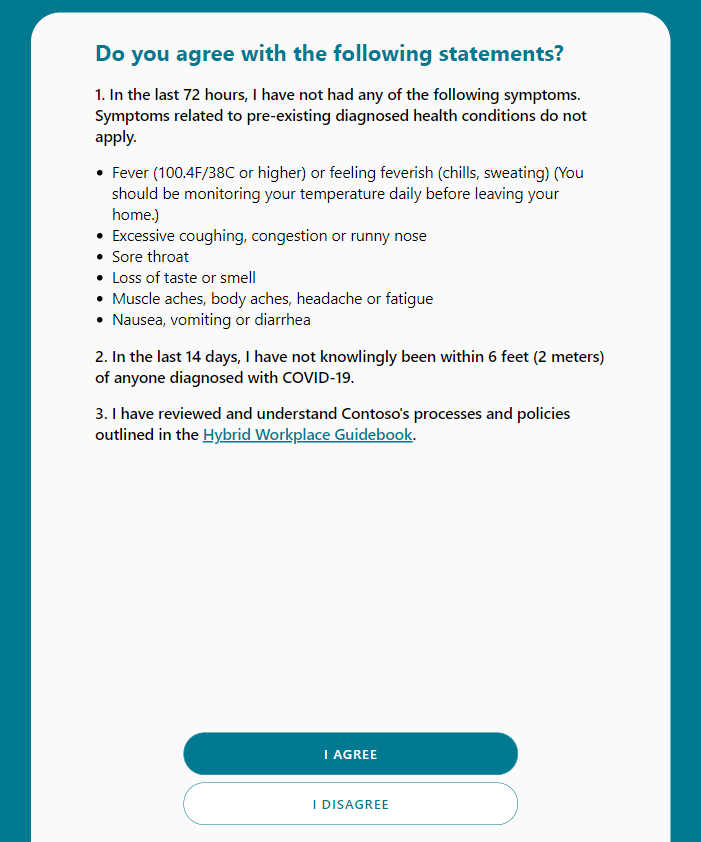 Do you agree with the following statements?
1. In the last 72 hours, I have not had any of the following symptoms.
Symptoms related to pre-existing diagnosed health conditions do not
apply.
• Fever (100.4F/38C or higher) or feeling feverish (chills, sweating) (You
should be monitoring your temperature daily before leaving your
home.)
• Excessive coughing, congestion or runny nose
• Sore throat
• Loss of taste or smell
• Muscle aches, body aches, headache or fatigue
• Nausea, vomiting or diarrhea
2. In the last 14 days, I have not knowlingly been within 6 feet (2 meters)
of anyone diagnosed with COVID-19.
3. I have reviewed and understand Contoso's processes and policies
outlined in the Hybrid Workplace Guidebook.
I AGREE
I DISAGREE